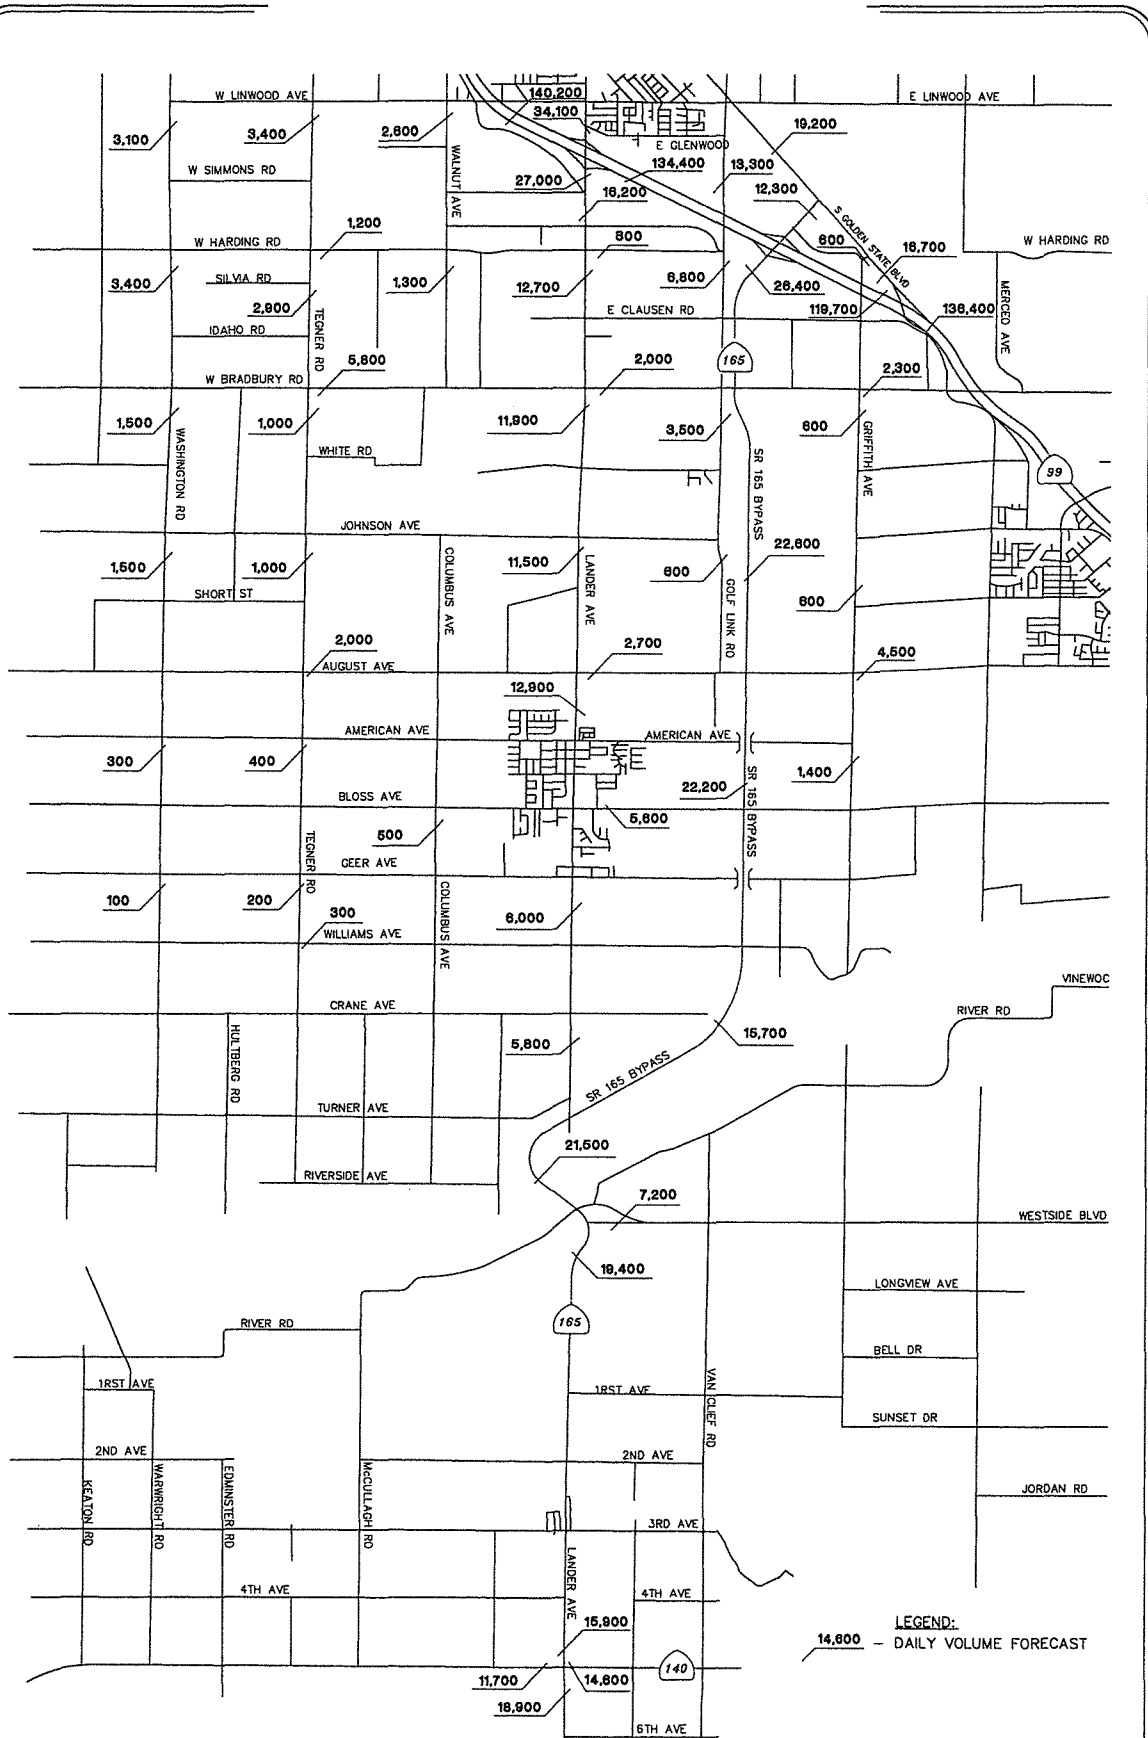 W LINWOOD AVE
140,200
E LINWOOD AVE
34,100
3,100
3,400
2,600
19,200
E GLENWOOD
W SIMMONS RD
WALNUT AVE
134,400
13,300
27,000
16,200
12,300
1,200
S GOLDEN STATE BLVD
W HARDING RD
800
600
16,700
W HARDING RD
3,400
SILVIA RD
1,300
12,700
6,800
26,400
2,900
E CLAUSEN RD
119,700
136,400
MERCED AVE
IDAHO RD
TEGNER RD
5,800
2,000
165
2,300
W BRADBURY RD
1,500
1,000
11,900
3,500
600
WASHINGTON RD
WHITE RD
SR 165 BYPASS
GRIFFITH AVE
99
JOHNSON AVE
1,500
1,000
COLUMBUS AVE
11,500
LANDER AVE
600
22,600
GOLF LINK RD
600
SHORT ST
2,000
2,700
4,500
AUGUST AVE
12,900
AMERICAN AVE
AMERICAN AVE
300
400
1,400
22,200
SR 165 BYPASS
BLOSS AVE
5,600
500
TEGNER RD
GEER AVE
100
200
COLUMBUS AVE
300
6,000
WILLIAMS AVE
VINEWOC
CRANE AVE
RIVER RD
HULTBERG RD
5,800
15,700
SR 165 BYPASS
TURNER AVE
21,500
RIVERSIDE AVE
7,200
WESTSIDE BLVD
19,400
LONGVIEW AVE
165
RIVER RD
BELL DR
1RST AVE
1RST AVE
VAN CLIEF RD
SUNSET DR
2ND AVE
2ND AVE
KEATON RD
WARWRIGHT RD
EDMINSTER RD
McCULLAGH RD
JORDAN RD
3RD AVE
LANDER AVE
4TH AVE
4TH AVE
15,900
LEGEND:
14,600 – DAILY VOLUME FORECAST
11,700
14,600
140
18,900
6TH AVE